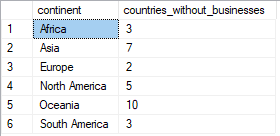 continent countries_without_businesses
1 Africa 3
2 Asia 7
3 Europe 2
4 North America 5
5 Oceania 10
6 South America 3